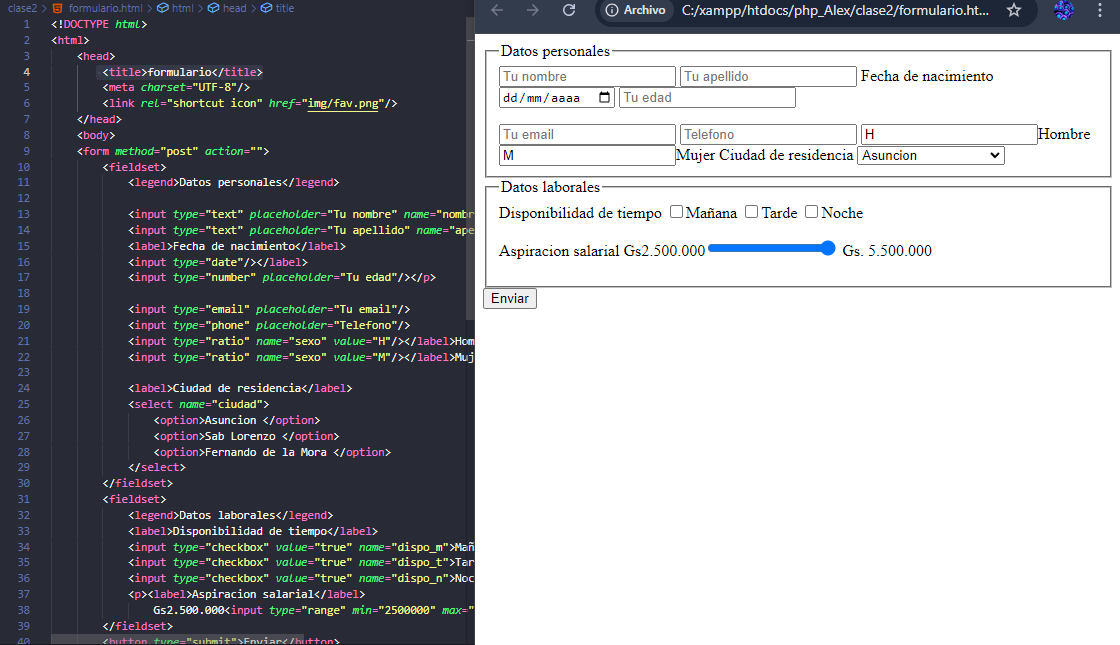 clase2 > formulario.html > html > head > title
1 <!DOCTYPE html>
2 <html>
3 <head>
4 <title>formulario</title>
5 <meta charset="UTF-8"/>
6 <link rel="shortcut icon" href="img/fav.png"/>
7 </head>
8 <body>
9 <form method="post" action="">
10 <fieldset>
11 <legend>Datos personales</legend>
12
13 <input type="text" placeholder="Tu nombre" name="nombr
14 <input type="text" placeholder="Tu apellido" name="ape
15 <label>Fecha de nacimiento</label>
16 <input type="date"/></label>
17 <input type="number" placeholder="Tu edad"/></p>
18
19 <input type="email" placeholder="Tu email"/>
20 <input type="phone" placeholder="Telefono"/>
21 <input type="ratio" name="sexo" value="H"/></label>Hom
22 <input type="ratio" name="sexo" value="M"/></label>Muj
23
24 <label>Ciudad de residencia</label>
25 <select name="ciudad">
26 <option>Asuncion </option>
27 <option>Sab Lorenzo </option>
28 <option>Fernando de la Mora </option>
29 </select>
30 </fieldset>
31 <fieldset>
32 <legend>Datos laborales</legend>
33 <label>Disponibilidad de tiempo</label>
34 <input type="checkbox" value="true" name="dispo_m">Mañ
35 <input type="checkbox" value="true" name="dispo_t">Tar
36 <input type="checkbox" value="true" name="dispo_n">Noc
37 <p><label>Aspiracion salarial</label>
38 Gs2.500.000<input type="range" min="2500000" max="
39 </fieldset>
40 <button type="submit">Enviar</button>
Archivo C:/xampp/htdocs/php_Alex/clase2/formulario.ht...
Datos personales
Tu nombre Tu apellido Fecha de nacimiento
dd/mm/aaaa Tu edad
Tu email Telefono H Hombre
M Mujer Ciudad de residencia Asuncion
Datos laborales
Disponibilidad de tiempo Mañana Tarde Noche
Aspiracion salarial Gs2.500.000 Gs. 5.500.000
Enviar